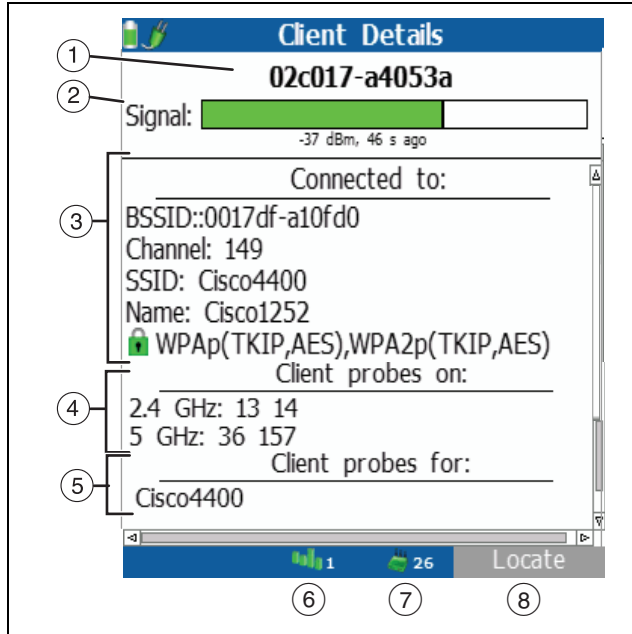 Client Details
1
02c017-a4053a
2
Signal:
-37 dBm, 46 s ago
3
Connected to:
BSSID::0017df-a10fd0
Channel: 149
SSID: Cisco4400
Name: Cisco1252
WPAp(TKIP,AES),WPA2p(TKIP,AES)
4
Client probes on:
2.4 GHz: 13 14
5 GHz: 36 157
5
Client probes for:
Cisco4400
1 26 Locate
6 7 8